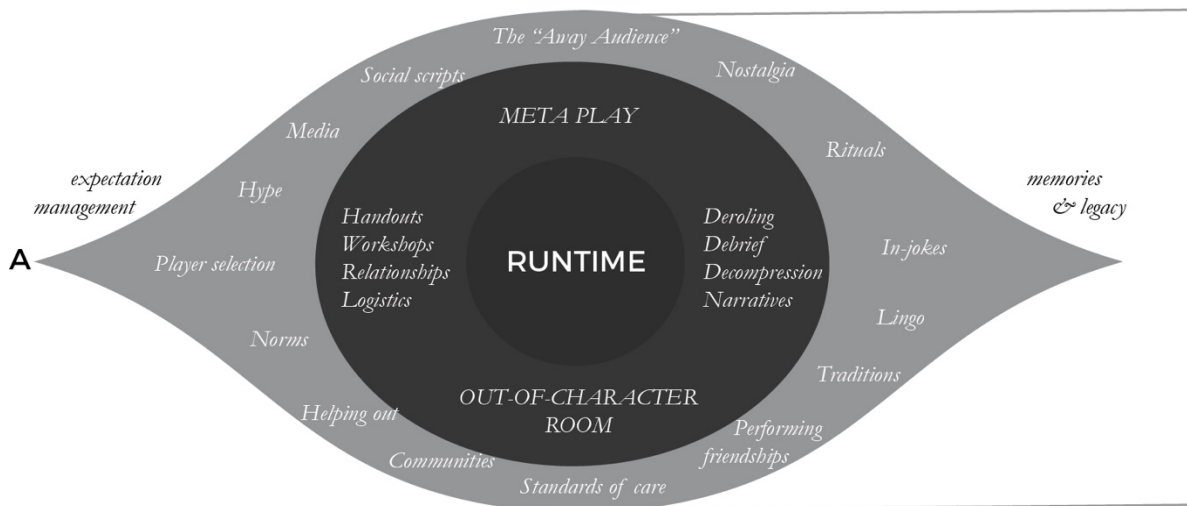 The “Away Audience”
Social scripts
Nostalgia
META PLAY
Media
Rituals
expectation
management
Hype
memories
& legacy
Handouts
Workshops
Relationships
Logistics
Deroling
Debrief
Decompression
Narratives
RUNTIME
A
Player selection
In-jokes
Norms
Lingo
Traditions
OUT-OF-CHARACTER
ROOM
Helping out
Performing
friendships
Communities
Standards of care